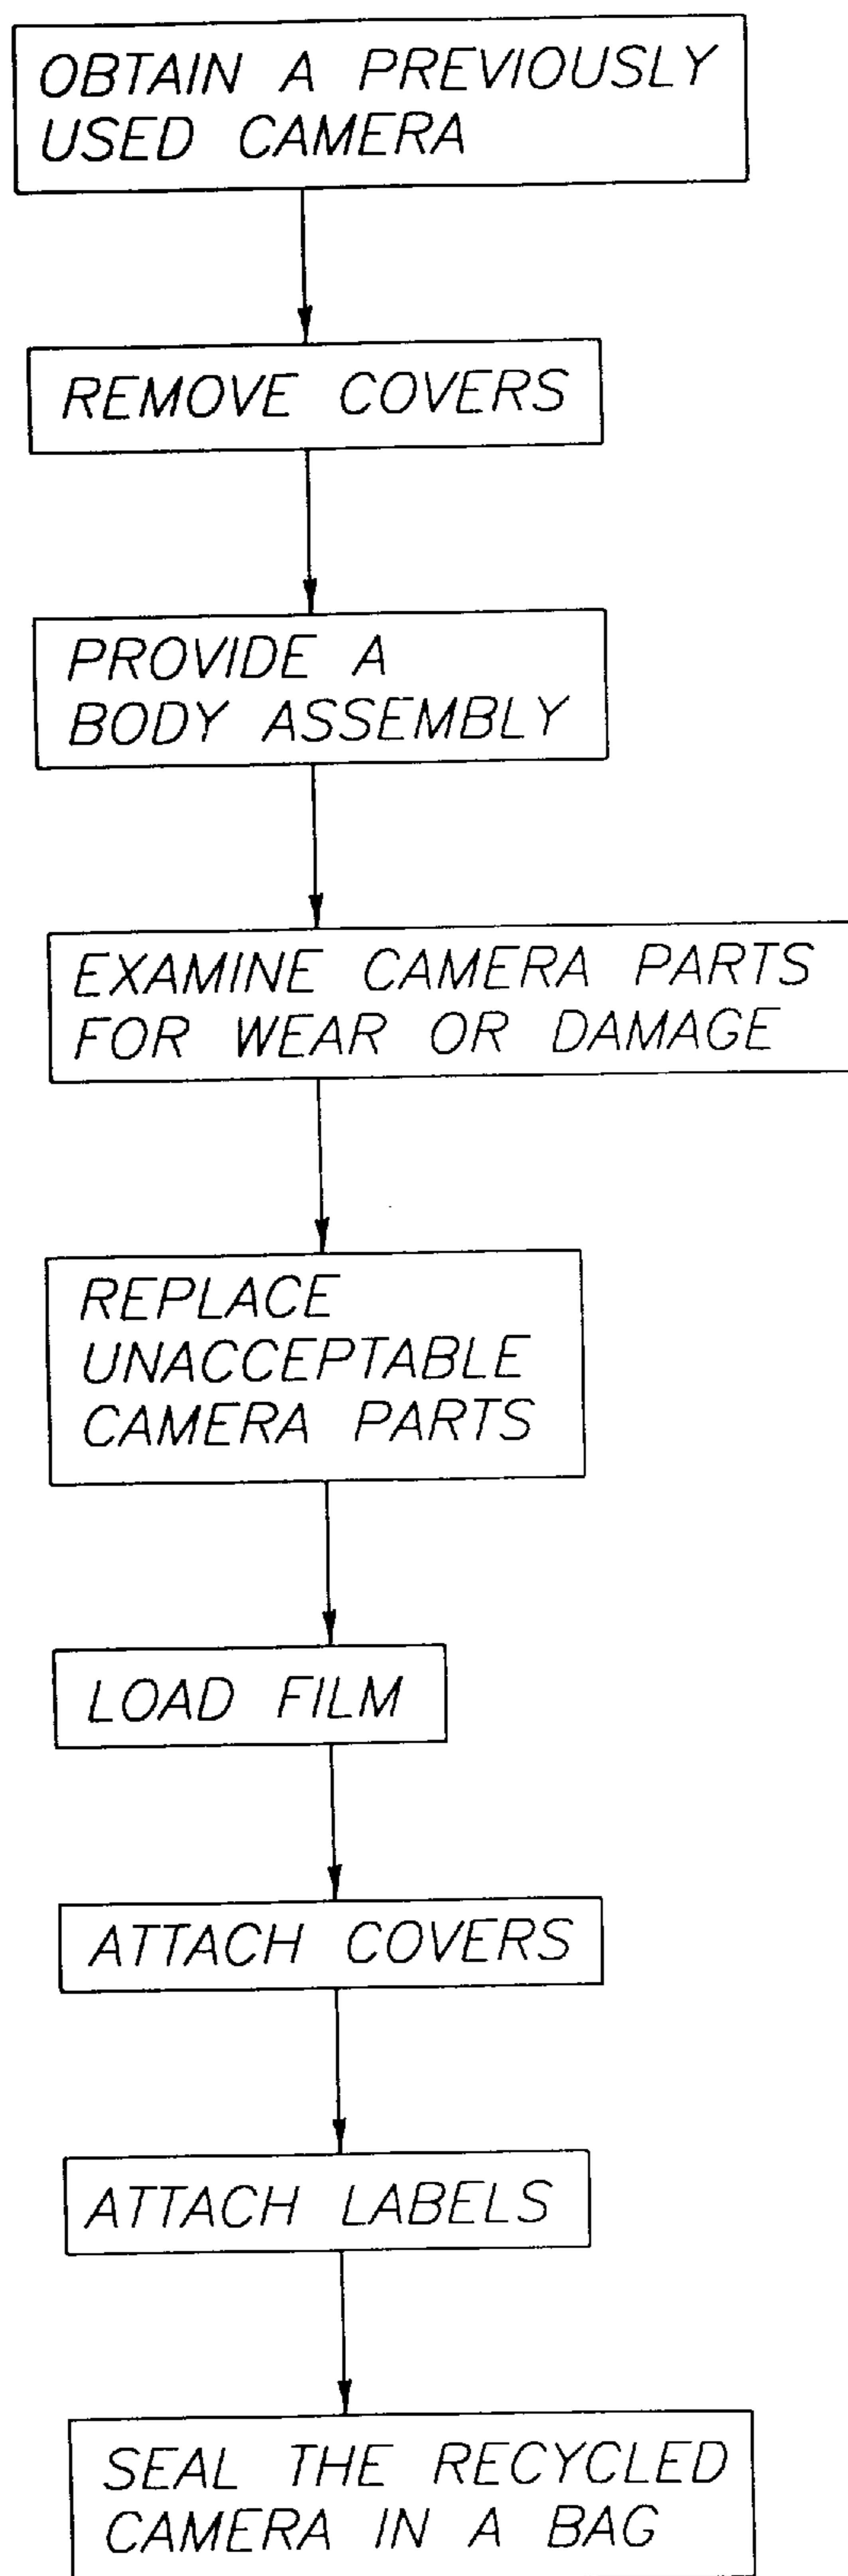 OBTAIN A PREVIOUSLY
USED CAMERA
REMOVE COVERS
PROVIDE A
BODY ASSEMBLY
EXAMINE CAMERA PARTS
FOR WEAR OR DAMAGE
REPLACE
UNACCEPTABLE
CAMERA PARTS
LOAD FILM
ATTACH COVERS
ATTACH LABELS
SEAL THE RECYCLED
CAMERA IN A BAG